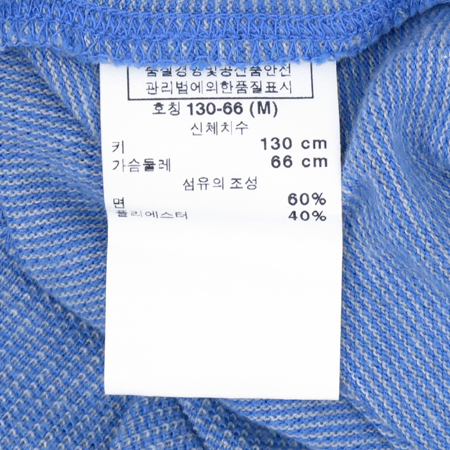 품질경영및공산품안전
관리법에의한품질표시
호칭 130-66 (M)
신체치수
키 130 cm
가슴둘레 66 cm
섬유의 조성
면 60%
폴리에스터 40%